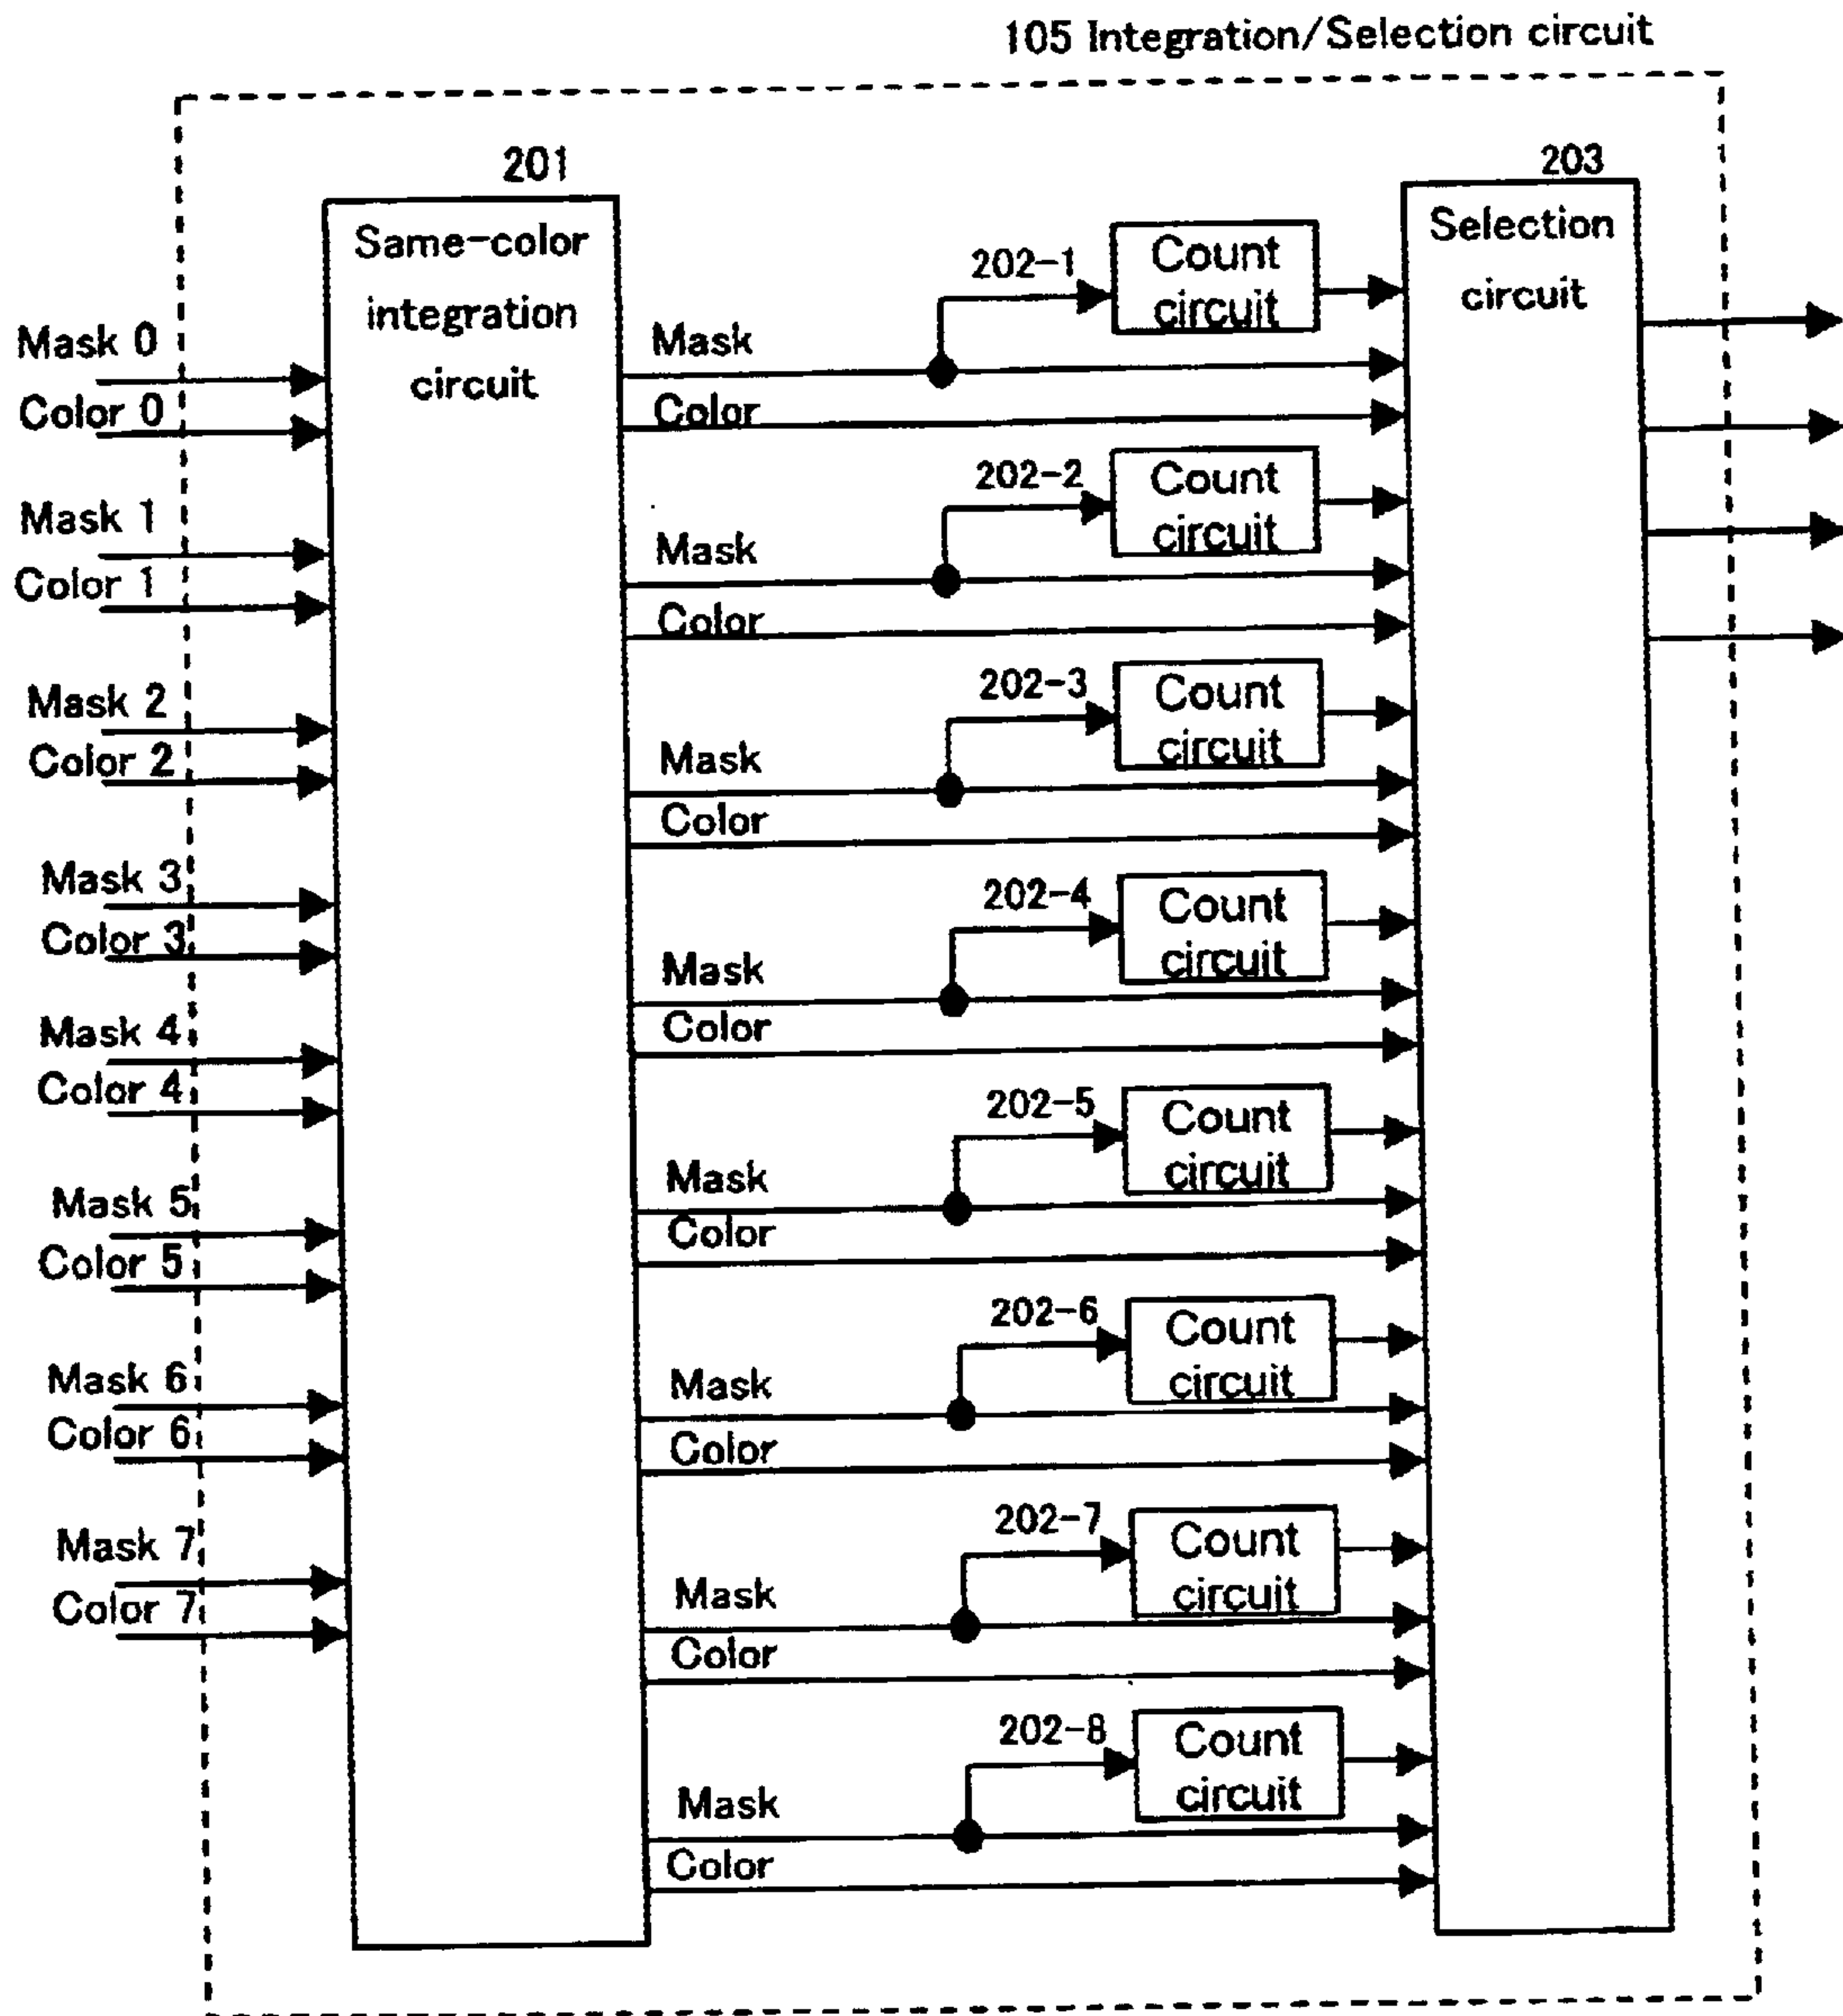 105 Integration/Selection circuit
201
203
Same-color
integration
circuit
Selection
circuit
Mask 0
Color 0
Mask 1
Color 1
Mask 2
Color 2
Mask 3
Color 3
Mask 4
Color 4
Mask 5
Color 5
Mask 6
Color 6
Mask 7
Color 7
202-1
Count
circuit
Mask
Color
202-2
Count
circuit
Mask
Color
202-3
Count
circuit
Mask
Color
202-4
Count
circuit
Mask
Color
202-5
Count
circuit
Mask
Color
202-6
Count
circuit
Mask
Color
202-7
Count
circuit
Mask
Color
202-8
Count
circuit
Mask
Color